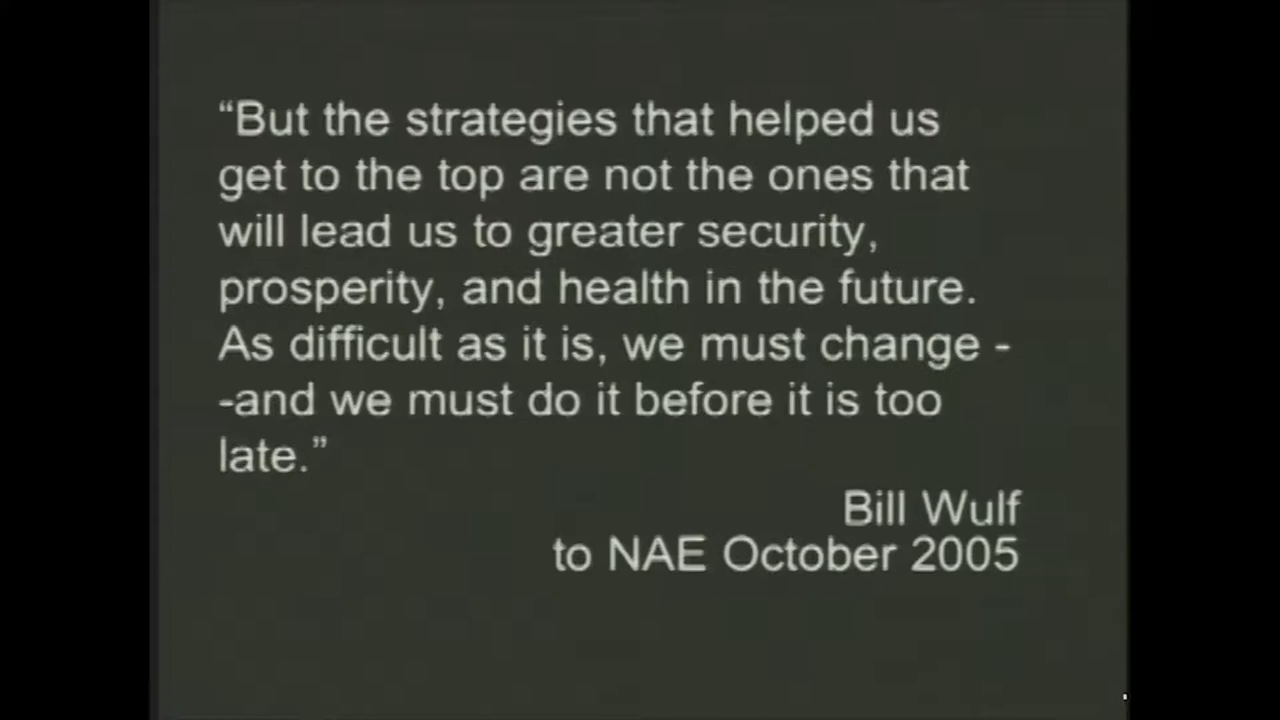 “But the strategies that helped us
get to the top are not the ones that
will lead us to greater security,
prosperity, and health in the future.
As difficult as it is, we must change -
-and we must do it before it is too
late.”
Bill Wulf
to NAE October 2005